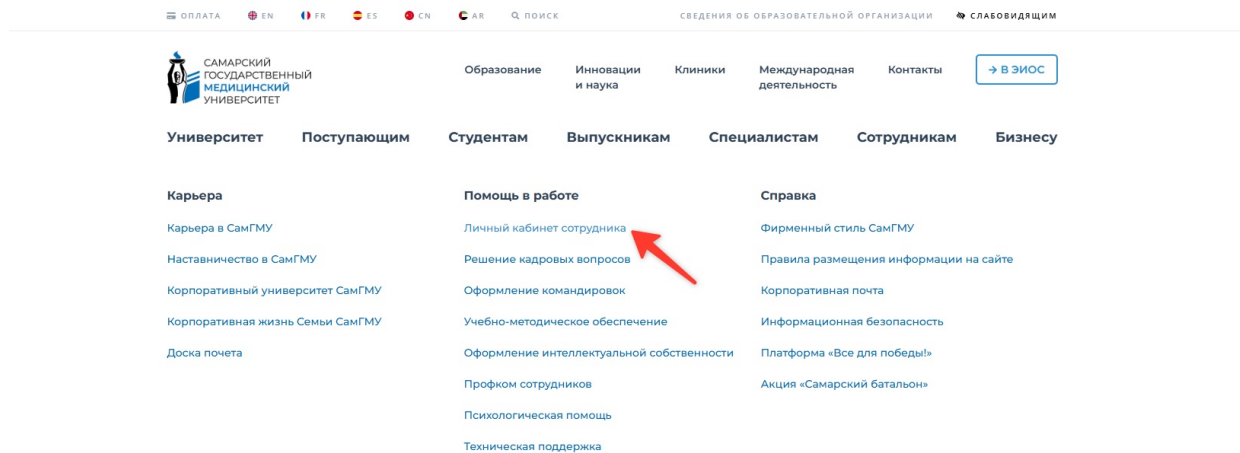 ОПЛАТА EN FR ES CN AR ПОИСК СВЕДЕНИЯ ОБ ОБРАЗОВАТЕЛЬНОЙ ОРГАНИЗАЦИИ СЛАБОВИДЯЩИМ
САМАРСКИЙ
ГОСУДАРСТВЕННЫЙ
МЕДИЦИНСКИЙ
УНИВЕРСИТЕТ
Образование
Инновации
и наука
Клиники
Международная
деятельность
Контакты
→ В ЭИОС
Университет Поступающим Студентам Выпускникам Специалистам Сотрудникам Бизнесу
Карьера
Карьера в СамГМУ
Наставничество в СамГМУ
Корпоративный университет СамГМУ
Корпоративная жизнь Семьи СамГМУ
Доска почета
Помощь в работе
Личный кабинет сотрудника
Решение кадровых вопросов
Оформление командировок
Учебно-методическое обеспечение
Оформление интеллектуальной собственности
Профком сотрудников
Психологическая помощь
Техническая поддержка
Справка
Фирменный стиль СамГМУ
Правила размещения информации на сайте
Корпоративная почта
Информационная безопасность
Платформа «Все для победы!»
Акция «Самарский батальон»